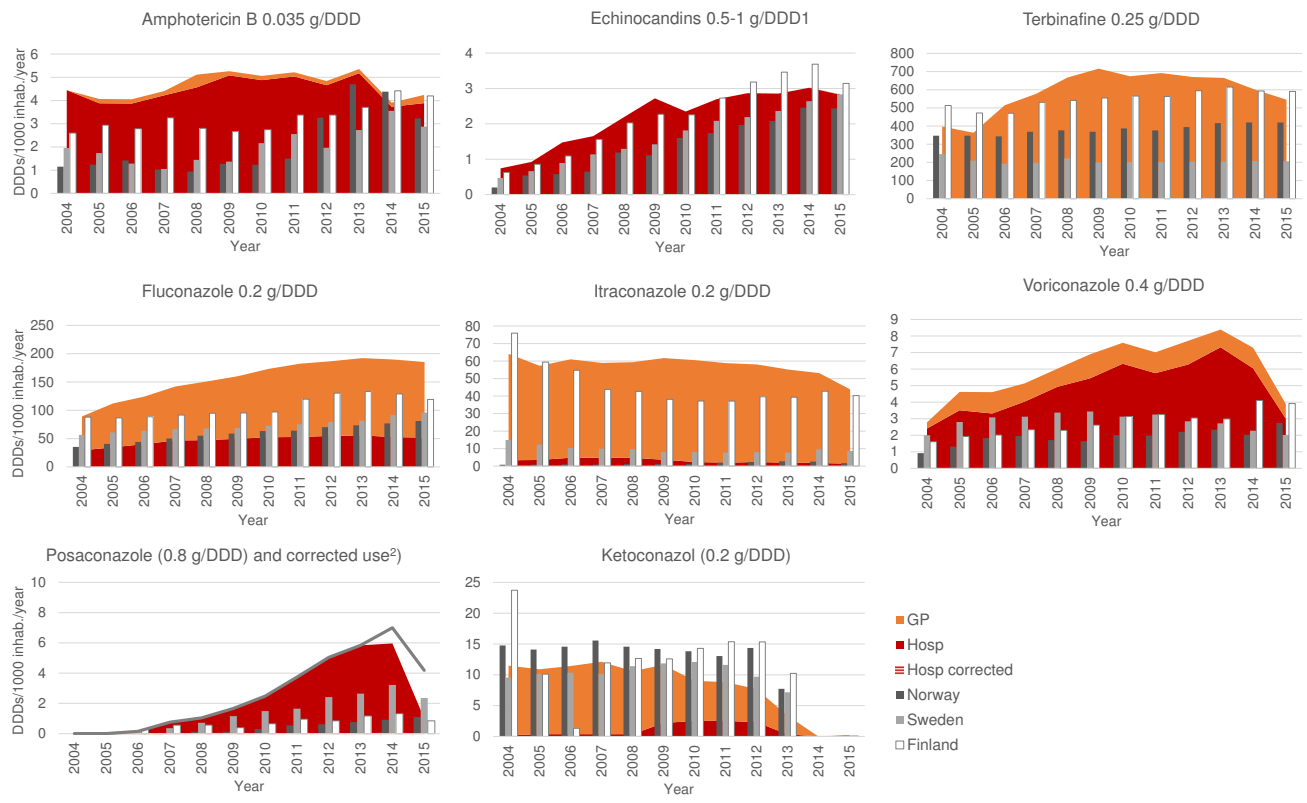 Amphotericin B 0.035 g/DDD
DDDs/1000 inhab./year
6
5
4
3
2
1
0
2004 2005 2006 2007 2008 2009 2010 2011 2012 2013 2014 2015
Year
Echinocandins 0.5-1 g/DDD1
4
3
2
1
0
2004 2005 2006 2007 2008 2009 2010 2011 2012 2013 2014 2015
Year
Terbinafine 0.25 g/DDD
800
700
600
500
400
300
200
100
0
2004 2005 2006 2007 2008 2009 2010 2011 2012 2013 2014 2015
Year
Fluconazole 0.2 g/DDD
DDDs/1000 inhab./year
250
200
150
100
50
0
2004 2005 2006 2007 2008 2009 2010 2011 2012 2013 2014 2015
Year
Itraconazole 0.2 g/DDD
80
70
60
50
40
30
20
10
0
2004 2005 2006 2007 2008 2009 2010 2011 2012 2013 2014 2015
Year
Voriconazole 0.4 g/DDD
9
8
7
6
5
4
3
2
1
0
2004 2005 2006 2007 2008 2009 2010 2011 2012 2013 2014 2015
Year
Posaconazole (0.8 g/DDD) and corrected use²)
DDDs/1000 inhab./year
10
8
6
4
2
0
2004 2005 2006 2007 2008 2009 2010 2011 2012 2013 2014 2015
Year
Ketoconazol (0.2 g/DDD)
25
20
15
10
5
0
2004 2005 2006 2007 2008 2009 2010 2011 2012 2013 2014 2015
Year
GP
Hosp
Hosp corrected
Norway
Sweden
Finland